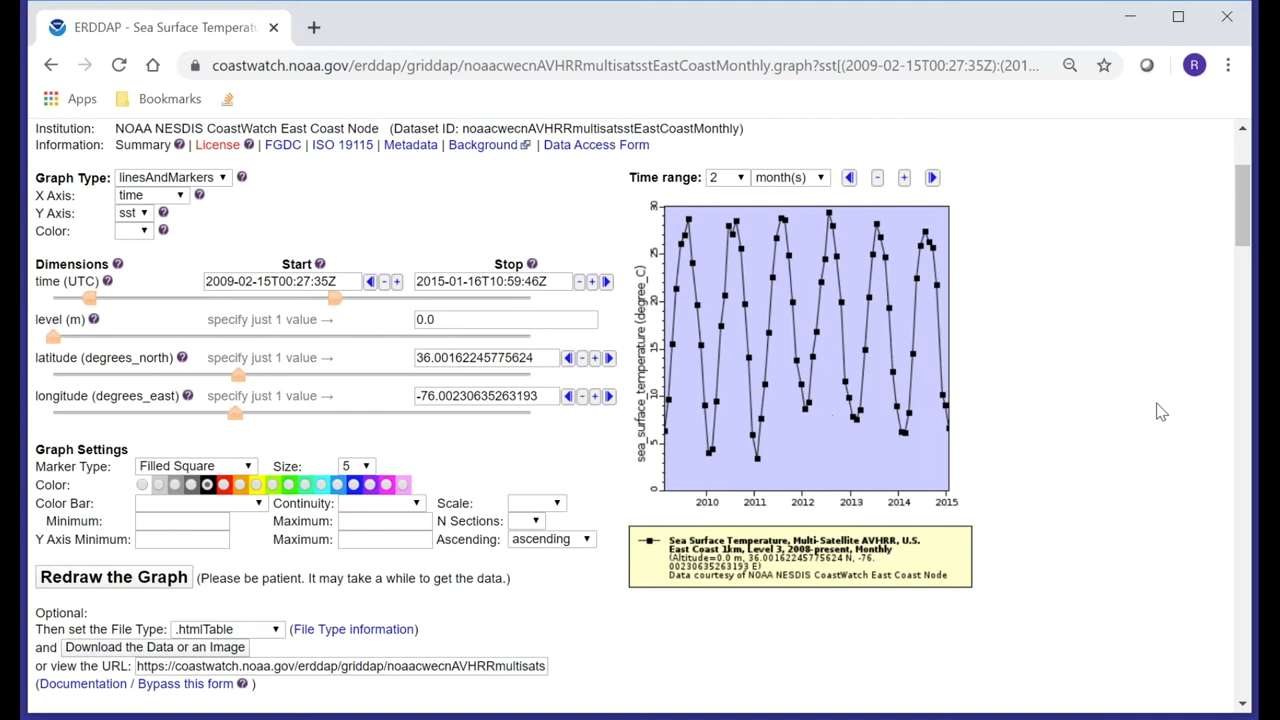 ERDDAP - Sea Surface Temperatu
coastwatch.noaa.gov/erddap/griddap/noaacwecnAVHRRmultisatsstEastCoastMonthly.graph?sst[(2009-02-15T00:27:35Z):(201...
R
Apps Bookmarks
Institution: NOAA NESDIS CoastWatch East Coast Node (Dataset ID: noaacwecnAVHRRmultisatsstEastCoastMonthly)
Information: Summary ? | License ? | FGDC | ISO 19115 | Metadata | Background | Data Access Form
Graph Type: linesAndMarkers ?
X Axis: time ?
Y Axis: sst ?
Color: ?
Dimensions ? Start ? Stop ?
time (UTC) ? 2009-02-15T00:27:35Z - + 2015-01-16T10:59:46Z - +
level (m) ? specify just 1 value → 0.0
latitude (degrees_north) ? specify just 1 value → 36.00162245775624 - +
longitude (degrees_east) ? specify just 1 value → -76.00230635263193 - +
Graph Settings
Marker Type: Filled Square Size: 5
Color:
Color Bar: Continuity: Scale:
Minimum: Maximum: N Sections:
Y Axis Minimum: Maximum: Ascending: ascending
Redraw the Graph (Please be patient. It may take a while to get the data.)
Optional:
Then set the File Type: .htmlTable (File Type information)
and Download the Data or an Image
or view the URL: https://coastwatch.noaa.gov/erddap/griddap/noaacwecnAVHRRmultisats
(Documentation / Bypass this form ? )
Time range: 2 month(s) - +
30
25
20
15
10
5
0
sea_surface_temperature (degree_C)
2010 2011 2012 2013 2014 2015
Sea Surface Temperature, Multi-Satellite AVHRR, U.S.
East Coast 1km, Level 3, 2008-present, Monthly
(Altitude=0.0 m, 36.00162245775624 N, -76.
00230635263193 E)
Data courtesy of NOAA NESDIS CoastWatch East Coast Node